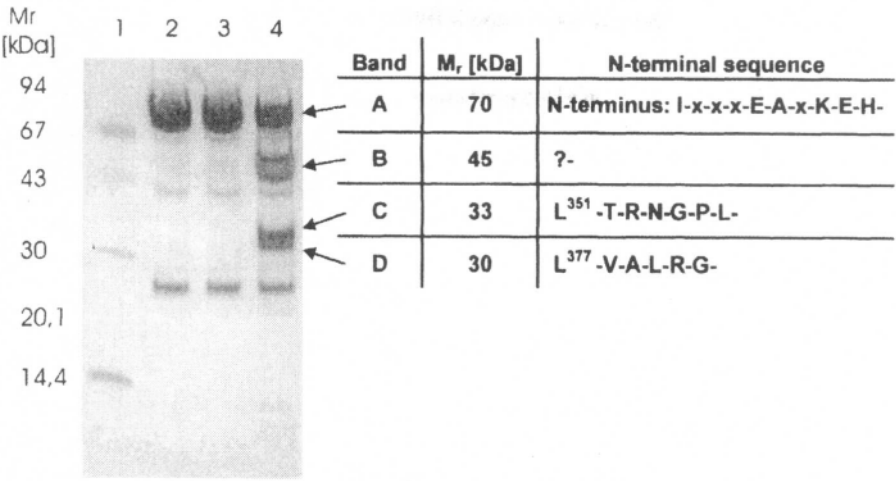 Mr
[kDa]
1 2 3 4
94
67
43
30
20,1
14,4
Band Mr [kDa] N-terminal sequence
A 70 N-terminus: I-x-x-x-E-A-x-K-E-H-
B 45 ?-
C 33 L351-T-R-N-G-P-L-
D 30 L377-V-A-L-R-G-